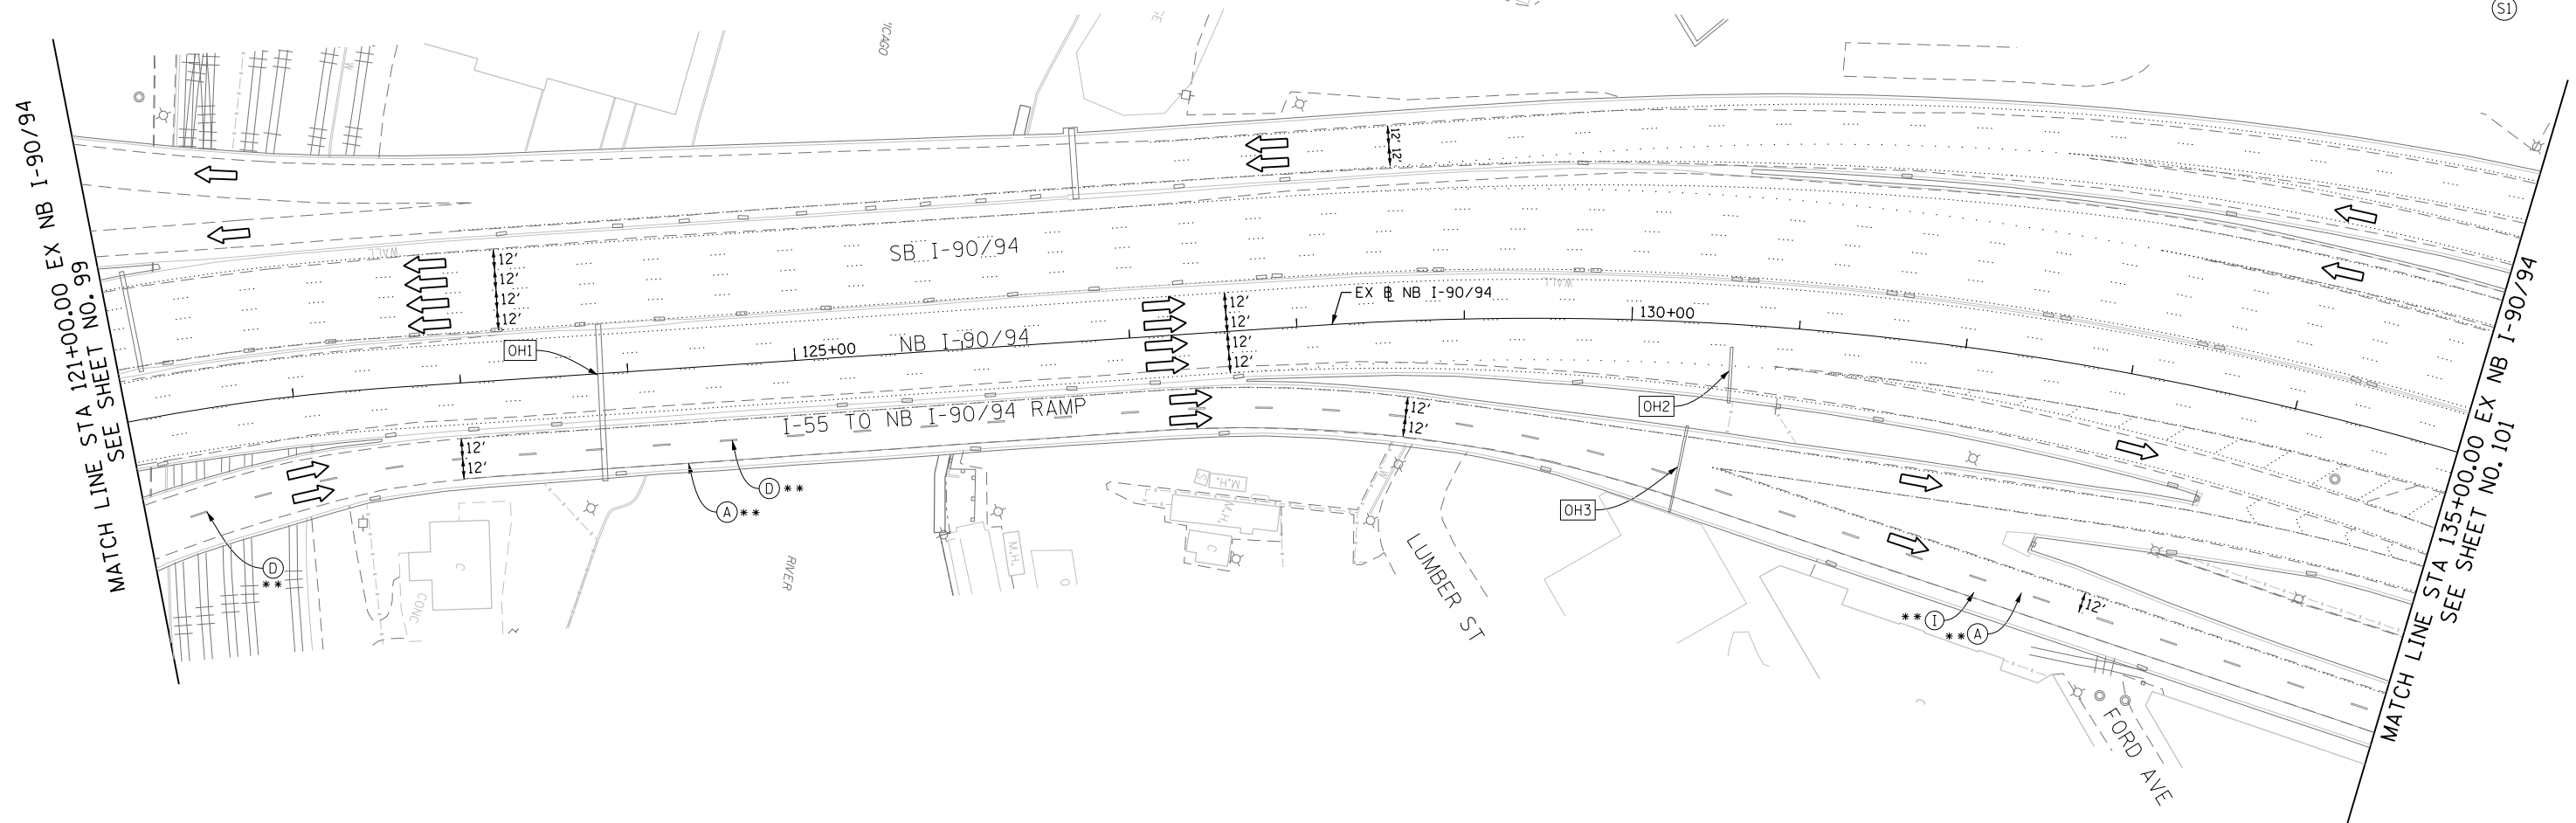 S1
MATCH LINE STA 121+00.00 EX NB I-90/94
SEE SHEET NO. 99
W
12'
12'
WALL
SB I-90/94
12'
12'
12'
12'
EX BL NB I-90/94
WALL
12'
12'
12'
12'
130+00
OH1
125+00
NB I-90/94
OH2
I-55 TO NB I-90/94 RAMP
12'
12'
12'
12'
D **
A **
M.H.
M.H.
OH3
C
C
M.H.
LUMBER ST
RIVER
D
**
CONC
O
12'
** I
** A
FORD AVE
MATCH LINE STA 135+00.00 EX NB I-90/94
SEE SHEET NO. 101